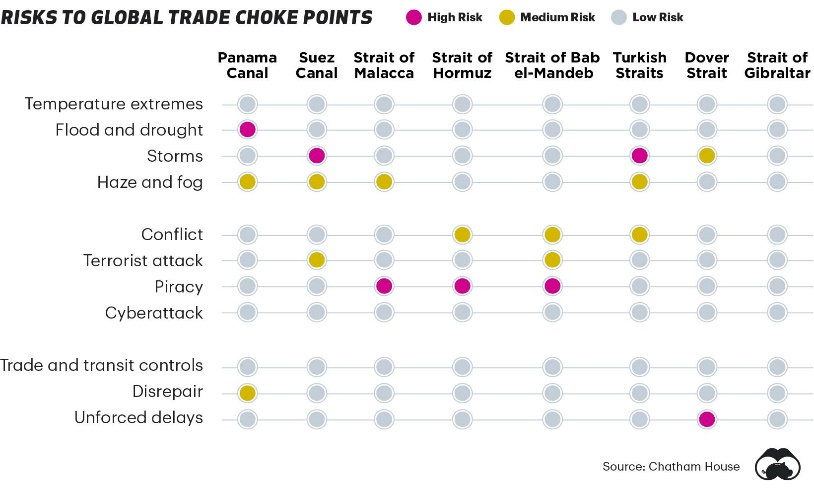 RISKS TO GLOBAL TRADE CHOKE POINTS
High Risk
Medium Risk
Low Risk
Panama
Canal
Suez
Canal
Strait of
Malacca
Strait of
Hormuz
Strait of Bab
el-Mandeb
Turkish
Straits
Dover
Strait
Strait of
Gibraltar
Temperature extremes
Flood and drought
Storms
Haze and fog
Conflict
Terrorist attack
Piracy
Cyberattack
Trade and transit controls
Disrepair
Unforced delays
Source: Chatham House